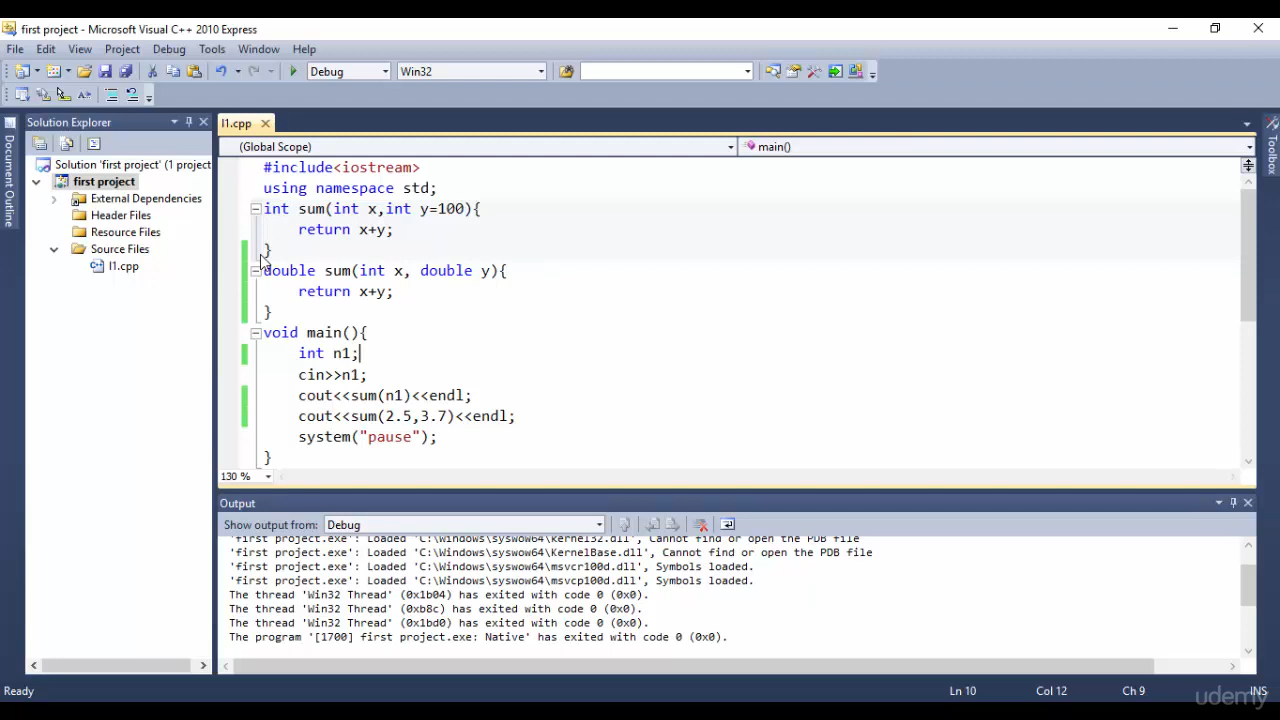 first project - Microsoft Visual C++ 2010 Express
File Edit View Project Debug Tools Window Help
Debug Win32
Solution Explorer
l1.cpp
Document Outline
Toolbox
(Global Scope) main()
Solution 'first project' (1 project
first project
External Dependencies
Header Files
Resource Files
Source Files
l1.cpp
#include<iostream>
using namespace std;
int sum(int x,int y=100){
return x+y;
}
double sum(int x, double y){
return x+y;
}
void main(){
int n1;
cin>>n1;
cout<<sum(n1)<<endl;
cout<<sum(2.5,3.7)<<endl;
system("pause");
}
130 %
Output
Show output from: Debug
'first project.exe': Loaded 'C:\Windows\syswow64\kernel32.dll', Cannot find or open the PDB file
'first project.exe': Loaded 'C:\Windows\syswow64\KernelBase.dll', Cannot find or open the PDB file
'first project.exe': Loaded 'C:\Windows\syswow64\msvcr100d.dll', Symbols loaded.
'first project.exe': Loaded 'C:\Windows\syswow64\msvcp100d.dll', Symbols loaded.
The thread 'Win32 Thread' (0x1b04) has exited with code 0 (0x0).
The thread 'Win32 Thread' (0xb8c) has exited with code 0 (0x0).
The thread 'Win32 Thread' (0x1bd0) has exited with code 0 (0x0).
The program '[1700] first project.exe: Native' has exited with code 0 (0x0).
Ready Ln 10 Col 12 Ch 9 INS
udemy